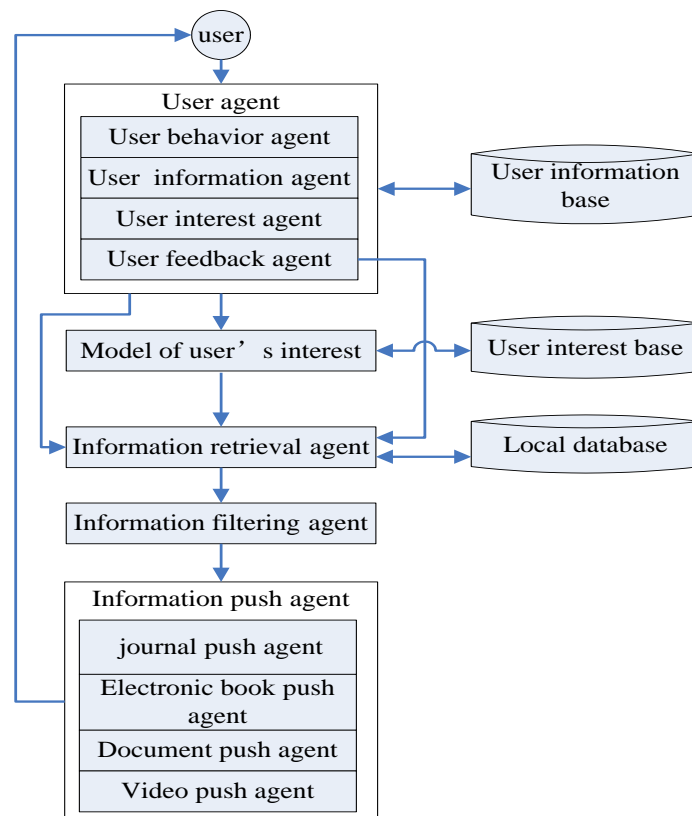 user
User agent
User behavior agent
User information agent
User interest agent
User feedback agent
User information
base
Model of user’s interest
User interest base
Information retrieval agent
Local database
Information filtering agent
Information push agent
journal push agent
Electronic book push
agent
Document push agent
Video push agent